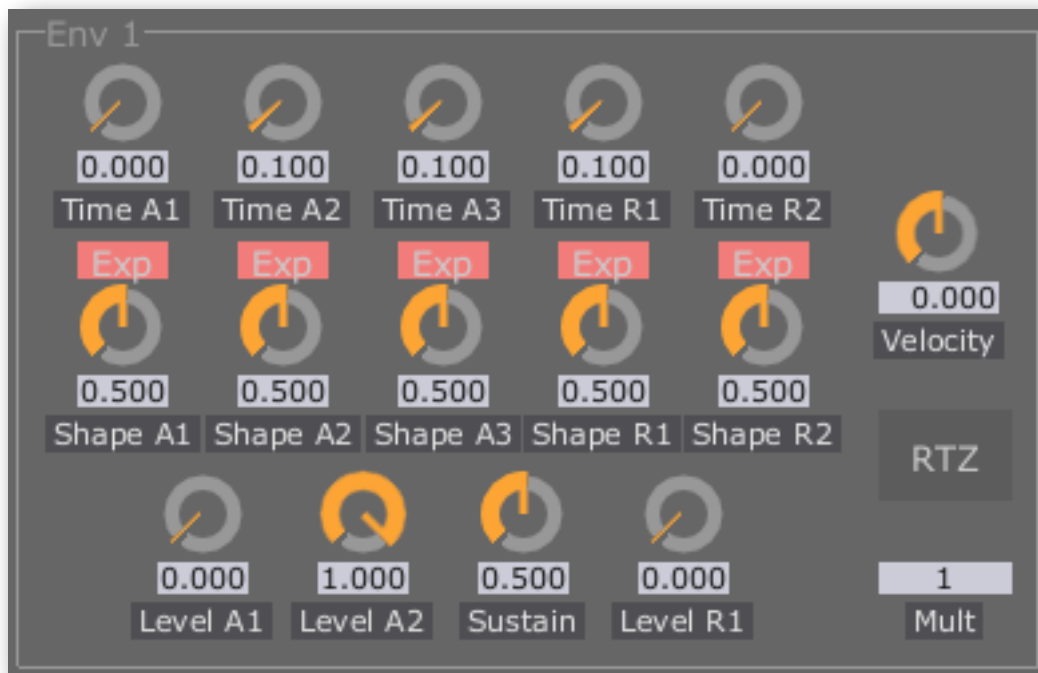 Env 1
0.000 0.100 0.100 0.100 0.000
Time A1 Time A2 Time A3 Time R1 Time R2
Exp Exp Exp Exp Exp
0.000
Velocity
0.500 0.500 0.500 0.500 0.500
Shape A1 Shape A2 Shape A3 Shape R1 Shape R2
RTZ
0.000 1.000 0.500 0.000 1
Level A1 Level A2 Sustain Level R1 Mult